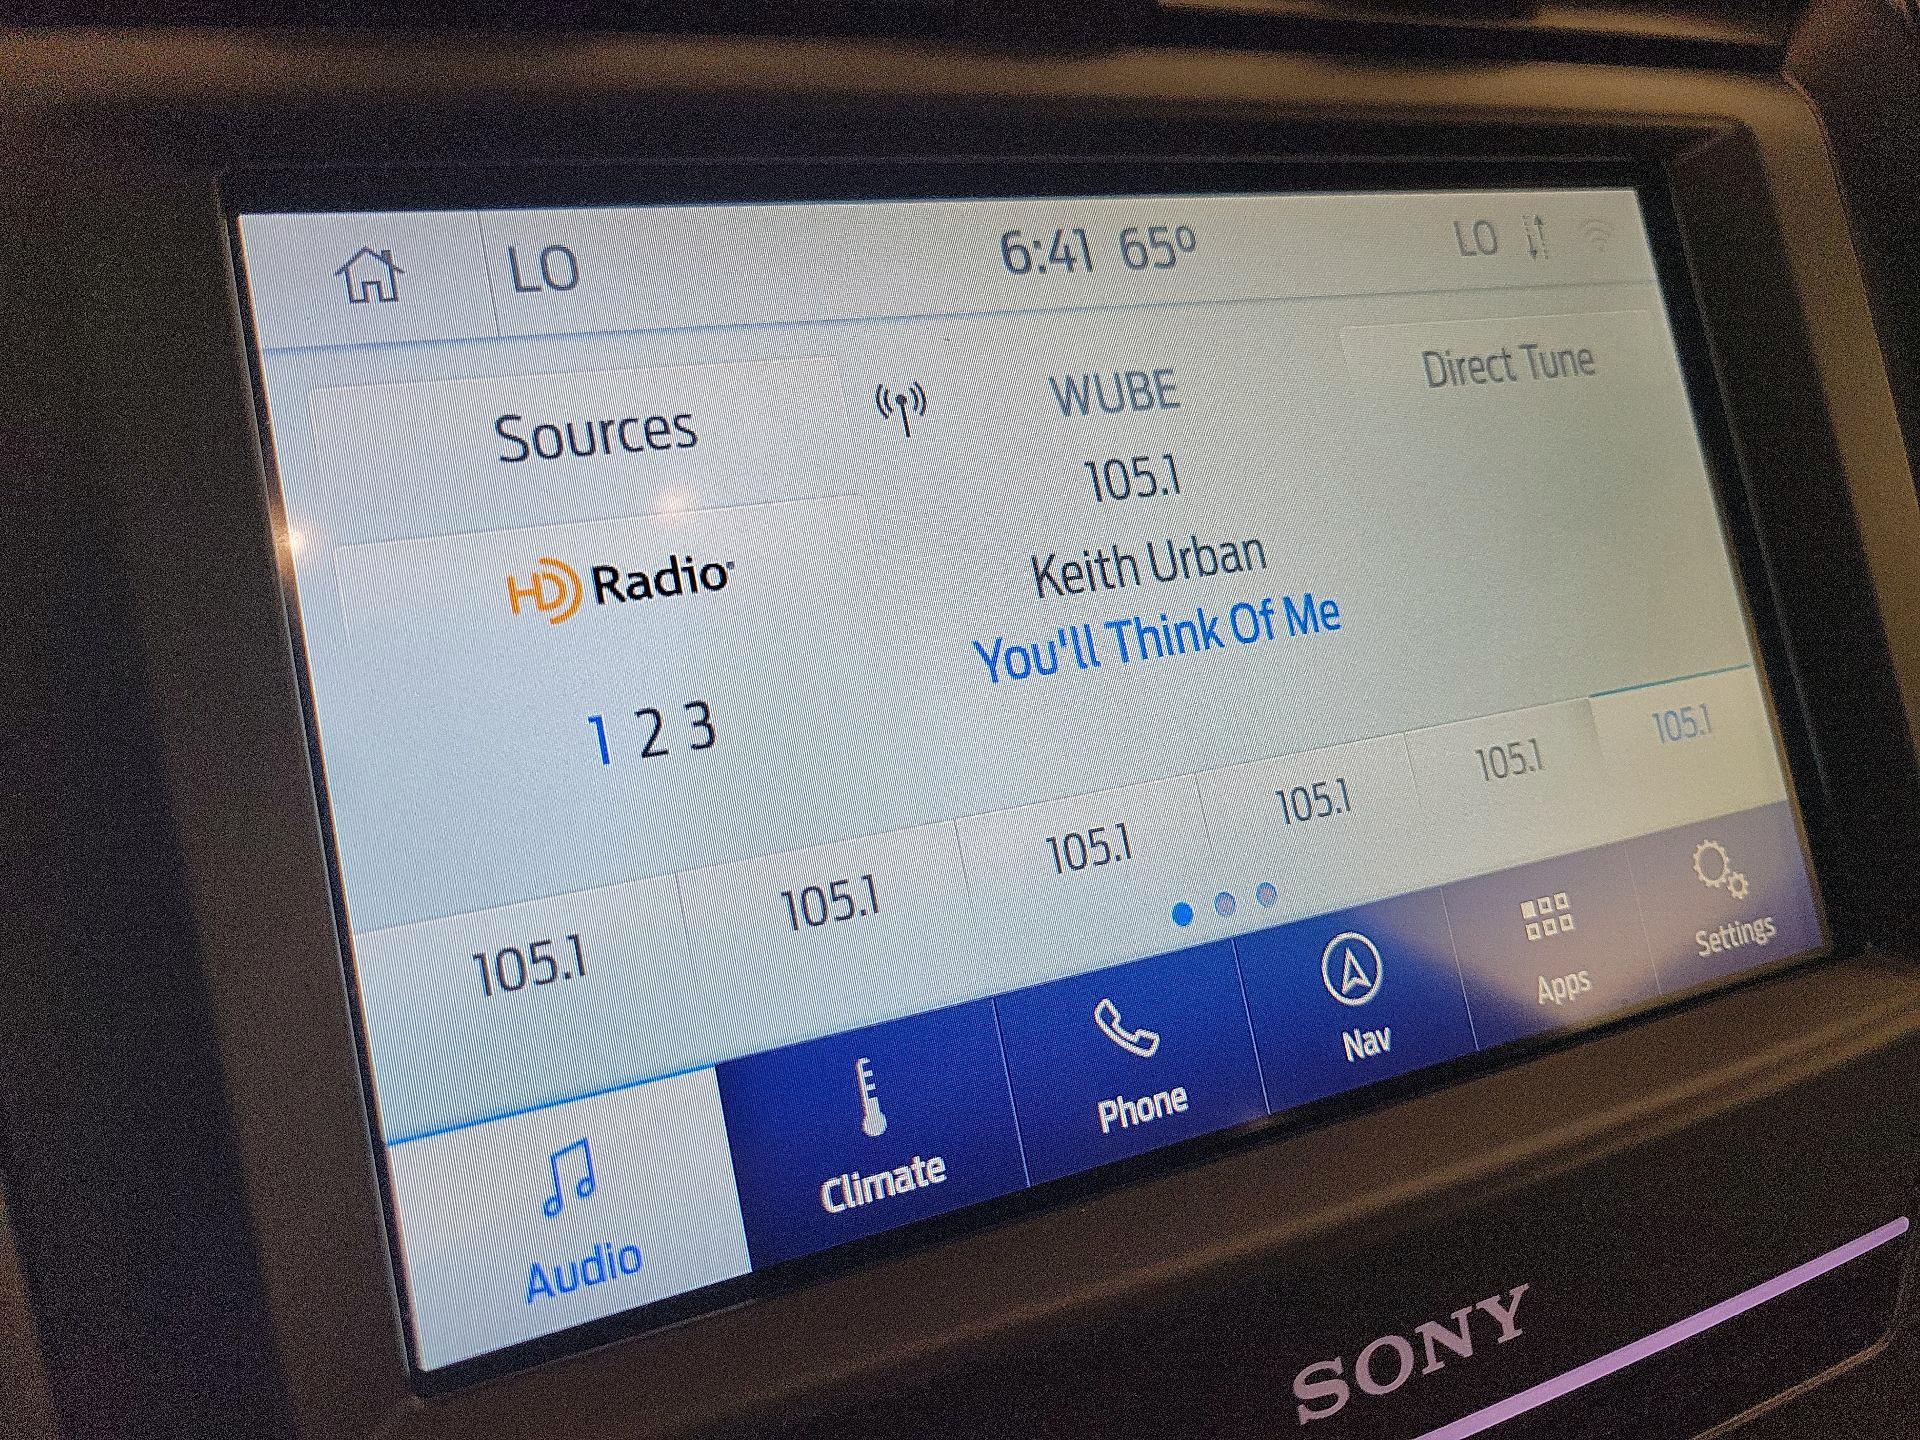 LO 6:41 65° LO
Sources WUBE Direct Tune
105.1
HD Radio Keith Urban
You'll Think Of Me
1 2 3
105.1 105.1 105.1 105.1 105.1 105.1
Audio Climate Phone Nav Apps Settings
SONY